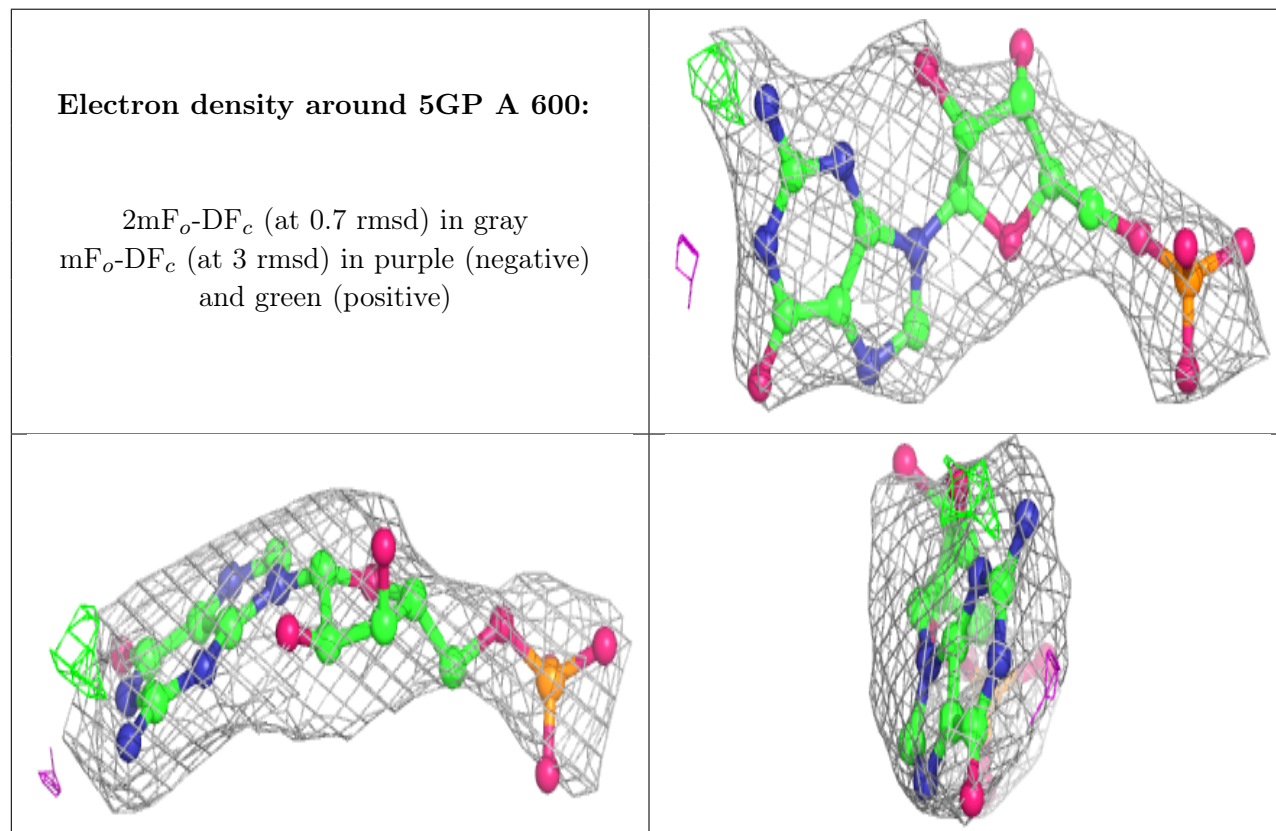 Electron density around 5GP A 600:
2mFₒ-DF𝒸 (at 0.7 rmsd) in gray
mFₒ-DF𝒸 (at 3 rmsd) in purple (negative)
and green (positive)